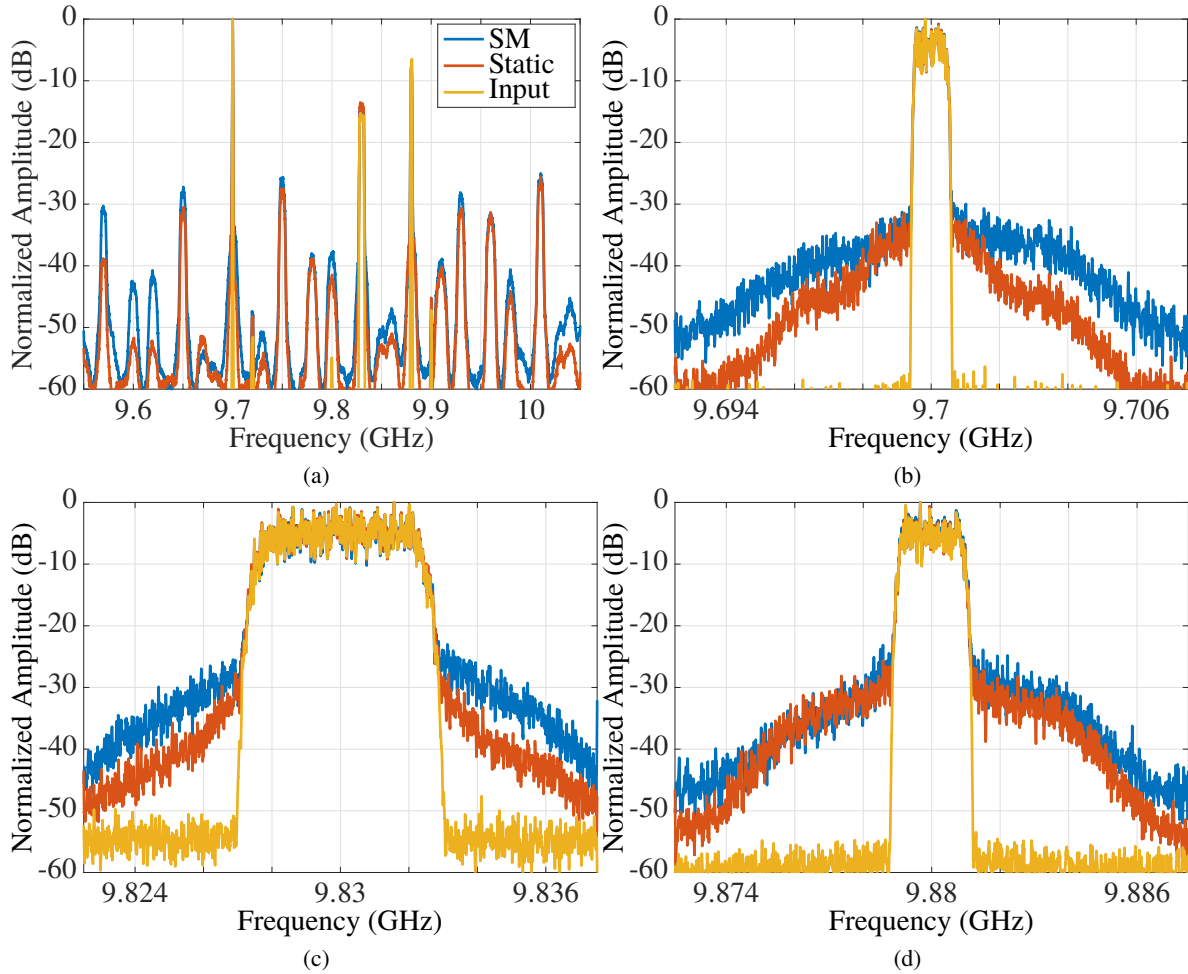 0
-10
-20
-30
-40
-50
-60
Normalized Amplitude (dB)
SM
Static
Input
9.6
9.7
9.8
9.9
10
Frequency (GHz)
(a)
0
-10
-20
-30
-40
-50
-60
Normalized Amplitude (dB)
9.694
9.7
9.706
Frequency (GHz)
(b)
0
-10
-20
-30
-40
-50
-60
Normalized Amplitude (dB)
9.824
9.83
9.836
Frequency (GHz)
(c)
0
-10
-20
-30
-40
-50
-60
Normalized Amplitude (dB)
9.874
9.88
9.886
Frequency (GHz)
(d)